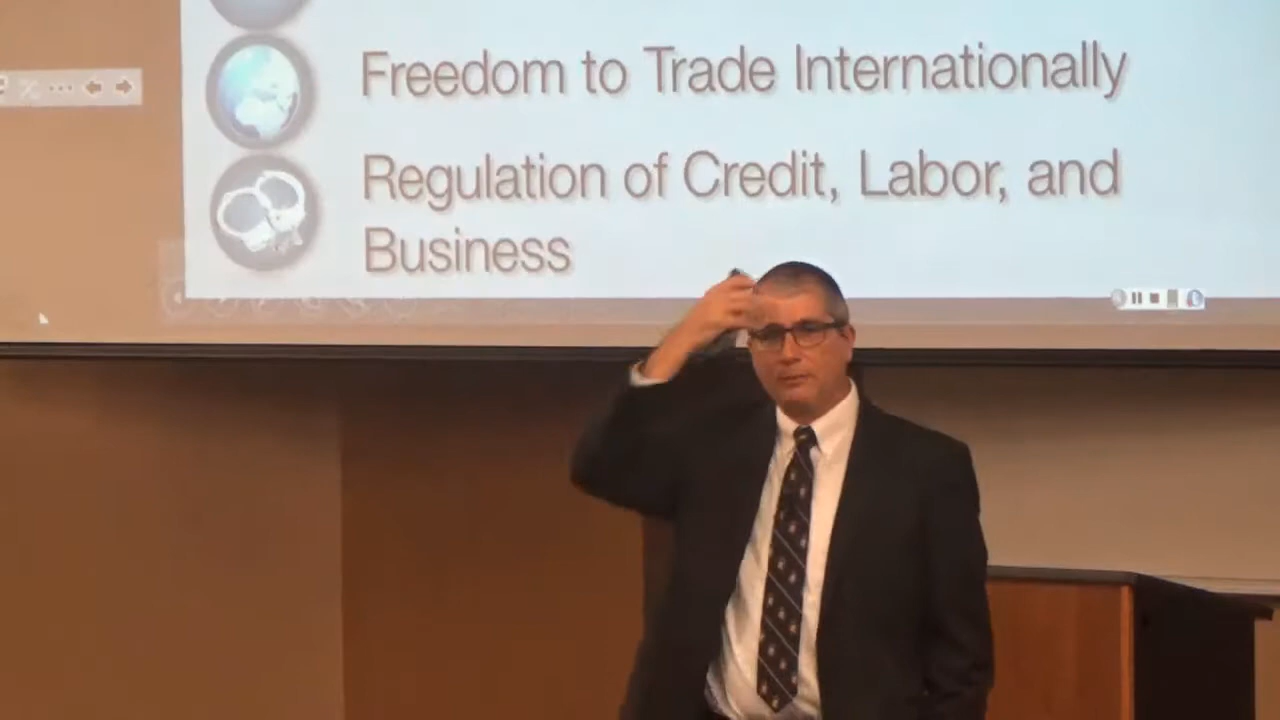 Freedom to Trade Internationally
Regulation of Credit, Labor, and
Business